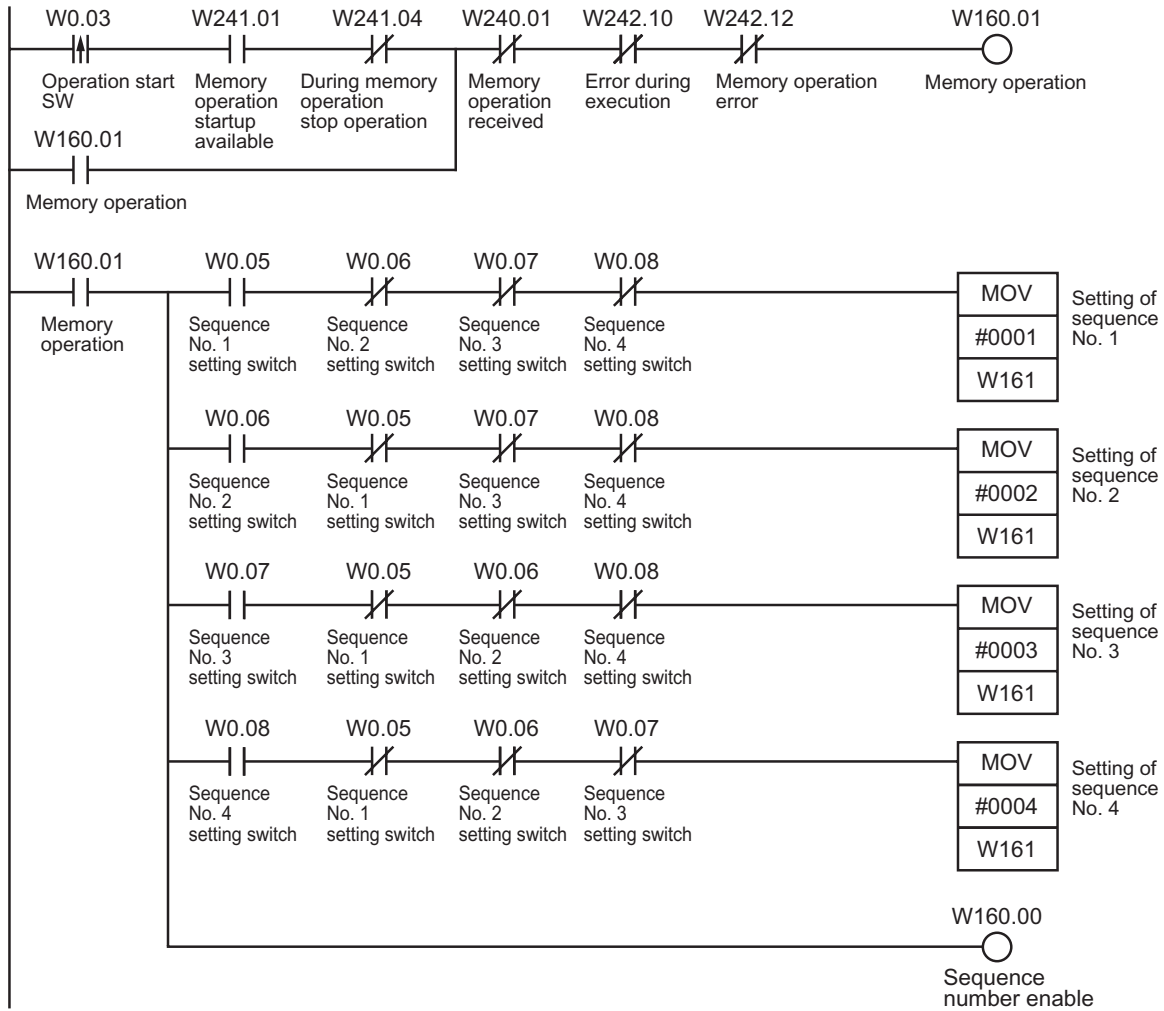 W0.03 W241.01 W241.04 W240.01 W242.10 W242.12 W160.01
Operation start
SW
Memory
operation
startup
available
During memory
operation
stop operation
Memory
operation
received
Error during
execution
Memory operation
error
Memory operation
W160.01
Memory operation
W160.01 W0.05 W0.06 W0.07 W0.08
Memory
operation
Sequence
No. 1
setting switch
Sequence
No. 2
setting switch
Sequence
No. 3
setting switch
Sequence
No. 4
setting switch
MOV
#0001
W161
Setting of
sequence
No. 1
W0.06 W0.05 W0.07 W0.08
Sequence
No. 2
setting switch
Sequence
No. 1
setting switch
Sequence
No. 3
setting switch
Sequence
No. 4
setting switch
MOV
#0002
W161
Setting of
sequence
No. 2
W0.07 W0.05 W0.06 W0.08
Sequence
No. 3
setting switch
Sequence
No. 1
setting switch
Sequence
No. 2
setting switch
Sequence
No. 4
setting switch
MOV
#0003
W161
Setting of
sequence
No. 3
W0.08 W0.05 W0.06 W0.07
Sequence
No. 4
setting switch
Sequence
No. 1
setting switch
Sequence
No. 2
setting switch
Sequence
No. 3
setting switch
MOV
#0004
W161
Setting of
sequence
No. 4
W160.00
Sequence
number enable